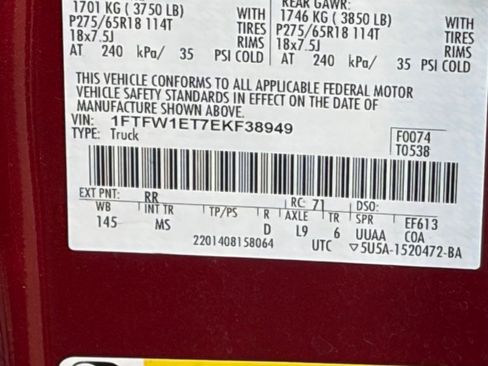 1701 KG ( 3750 LB) WITH
P275/65R18 114T TIRES
18x7.5J RIMS
AT 240 kPa/ 35 PSI COLD
REAR GAWR:
1746 KG ( 3850 LB) WITH
P275/65R18 114T TIRES
18x7.5J RIMS
AT 240 kPa/ 35 PSI COLD
THIS VEHICLE CONFORMS TO ALL APPLICABLE FEDERAL MOTOR
VEHICLE SAFETY STANDARDS IN EFFECT ON THE DATE OF
MANUFACTURE SHOWN ABOVE.
VIN: 1FTFW1ET7EKF38949
TYPE: Truck
F0074
T0538
EXT PNT: RR RC: 71 DSO:
WB INT TR TP/PS R AXLE TR SPR EF613
145 MS D L9 6 UUAA COA
2201408158064 UTC ▽5U5A-1520472-BA